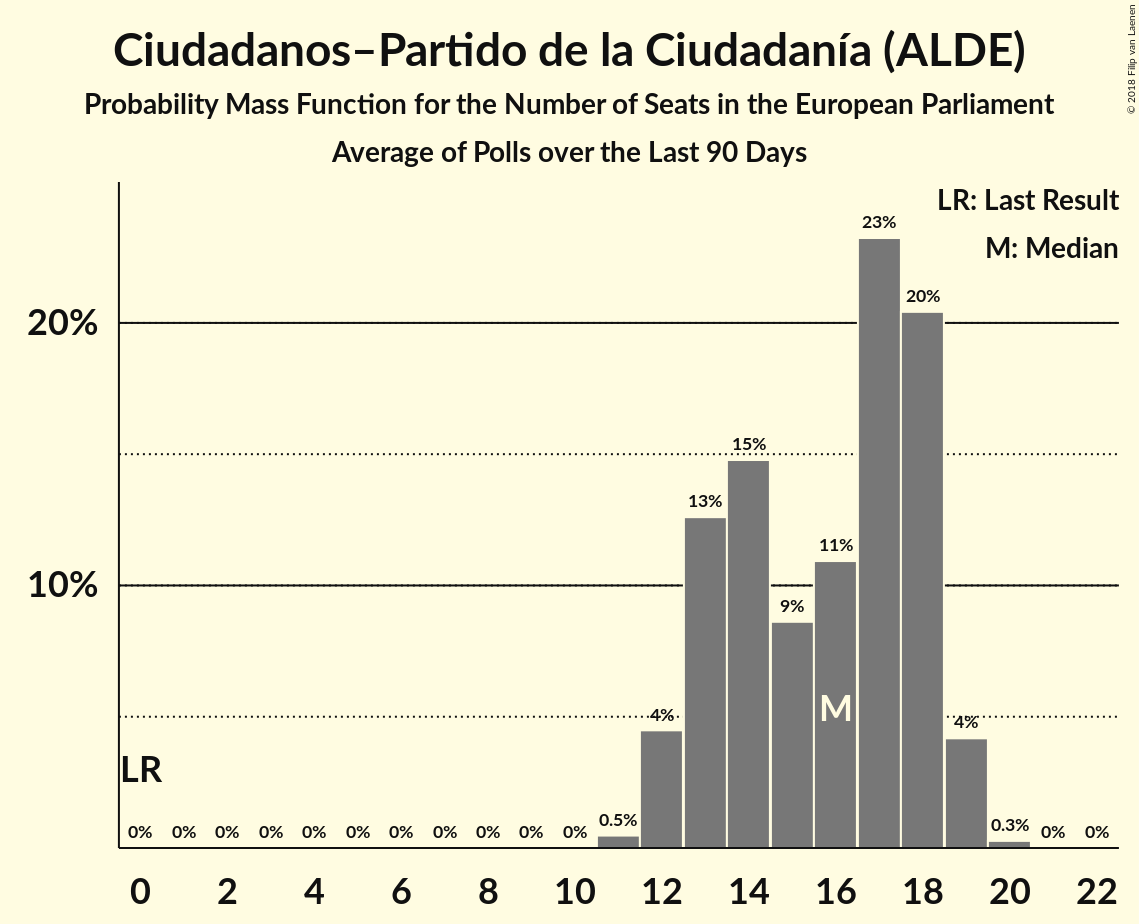 Ciudadanos–Partido de la Ciudadanía (ALDE)
Probability Mass Function for the Number of Seats in the European Parliament
Average of Polls over the Last 90 Days
© 2018 Filip van Laenen
LR: Last Result
M: Median
23%
20%
20%
15%
13%
11%
10%
9%
M
4%
4%
LR
0% 0% 0% 0% 0% 0% 0% 0% 0% 0% 0% 0.5% 0.3% 0% 0%
0 2 4 6 8 10 12 14 16 18 20 22